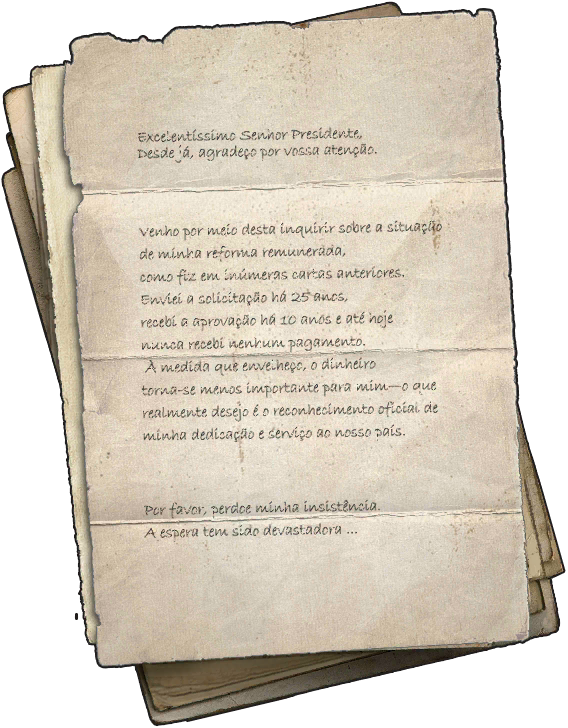 Excelentíssimo Senhor Presidente,
Desde já, agradeço por vossa atenção.
Venho por meio desta inquirir sobre a situação
de minha reforma remunerada,
como fiz em inúmeras cartas anteriores.
Enviei a solicitação há 25 anos,
recebi a aprovação há 10 anos e até hoje
nunca recebi nenhum pagamento.
À medida que envelheço, o dinheiro
torna-se menos importante para mim—o que
realmente desejo é o reconhecimento oficial de
minha dedicação e serviço ao nosso país.
Por favor, perdoe minha insistência.
A espera tem sido devastadora ...